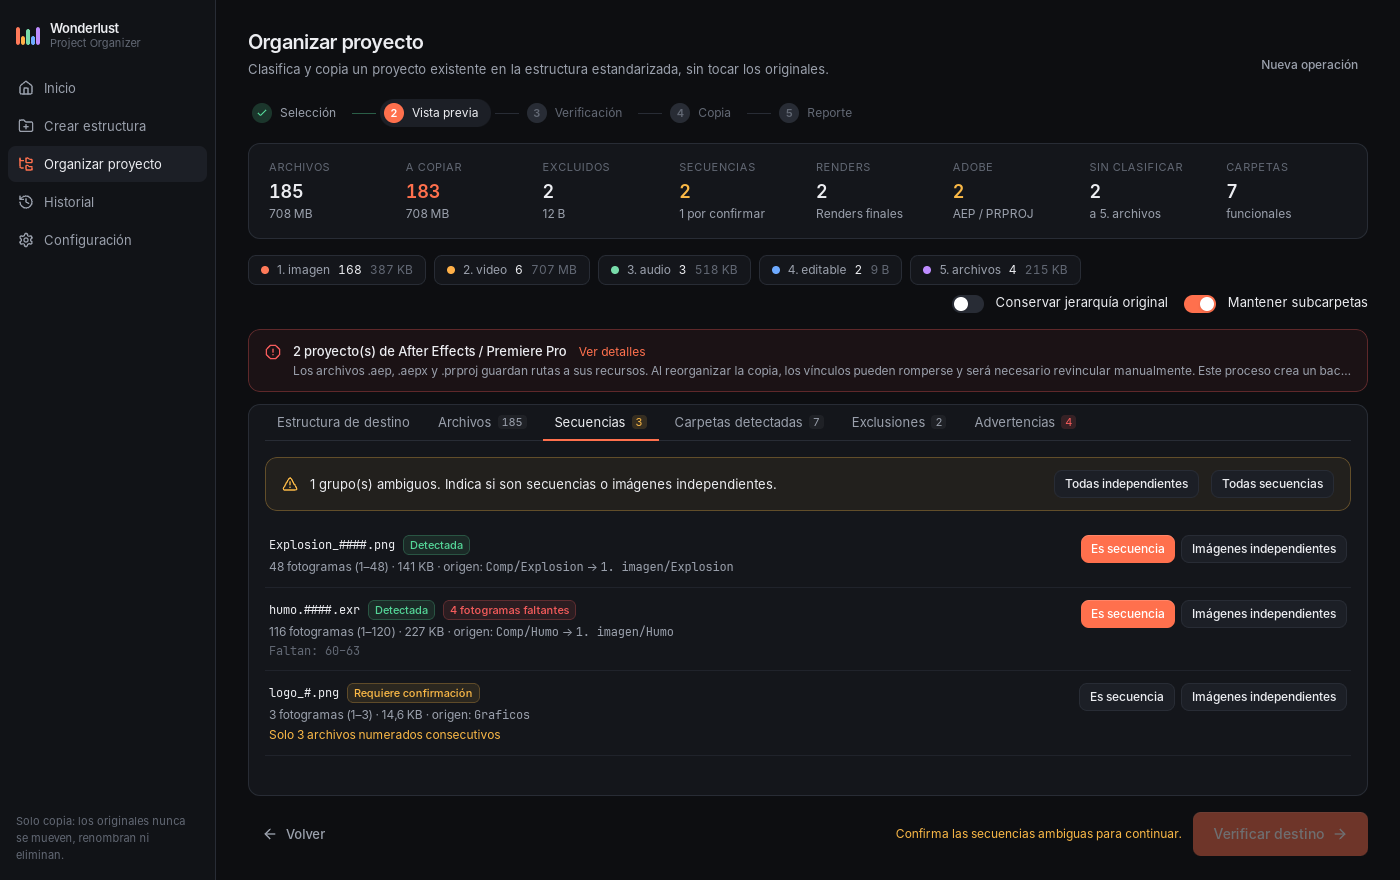 Wonderlust
Project Organizer
Inicio
Crear estructura
Organizar proyecto
Historial
Configuración
Solo copia: los originales nunca
se mueven, renombran ni
eliminan.
Organizar proyecto
Clasifica y copia un proyecto existente en la estructura estandarizada, sin tocar los originales.
Nueva operación
Selección 2 Vista previa 3 Verificación 4 Copia 5 Reporte
ARCHIVOS A COPIAR EXCLUIDOS SECUENCIAS RENDERS ADOBE SIN CLASIFICAR CARPETAS
185 183 2 2 2 2 2 7
708 MB 708 MB 12 B 1 por confirmar Renders finales AEP / PRPROJ a 5. archivos funcionales
1. imagen 168 387 KB 2. video 6 707 MB 3. audio 3 518 KB 4. editable 2 9 B 5. archivos 4 215 KB
Conservar jerarquía original Mantener subcarpetas
2 proyecto(s) de After Effects / Premiere Pro Ver detalles
Los archivos .aep, .aepx y .prproj guardan rutas a sus recursos. Al reorganizar la copia, los vínculos pueden romperse y será necesario revincular manualmente. Este proceso crea un bac...
Estructura de destino Archivos 185 Secuencias 3 Carpetas detectadas 7 Exclusiones 2 Advertencias 4
1 grupo(s) ambiguos. Indica si son secuencias o imágenes independientes. Todas independientes Todas secuencias
Explosion_####.png Detectada Es secuencia Imágenes independientes
48 fotogramas (1–48) · 141 KB · origen: Comp/Explosion → 1. imagen/Explosion
humo.####.exr Detectada 4 fotogramas faltantes Es secuencia Imágenes independientes
116 fotogramas (1–120) · 227 KB · origen: Comp/Humo → 1. imagen/Humo
Faltan: 60–63
logo_#.png Requiere confirmación Es secuencia Imágenes independientes
3 fotogramas (1–3) · 14,6 KB · origen: Graficos
Solo 3 archivos numerados consecutivos
← Volver Confirma las secuencias ambiguas para continuar. Verificar destino →